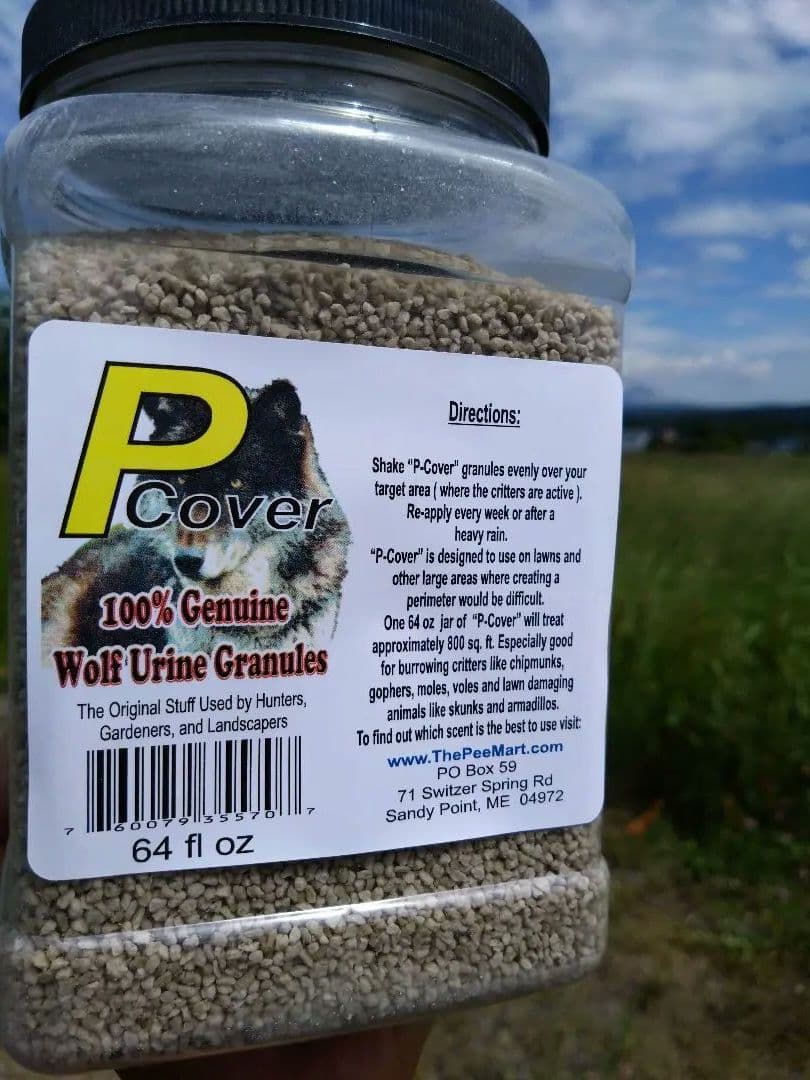 P
Cover
100% Genuine
Wolf Urine Granules
The Original Stuff Used by Hunters,
Gardeners, and Landscapers
7 60079 35570 7
64 fl oz
Directions:
Shake "P-Cover" granules evenly over your
target area ( where the critters are active ).
Re-apply every week or after a
heavy rain.
"P-Cover" is designed to use on lawns and
other large areas where creating a
perimeter would be difficult.
One 64 oz jar of "P-Cover" will treat
approximately 800 sq. ft. Especially good
for burrowing critters like chipmunks,
gophers, moles, voles and lawn damaging
animals like skunks and armadillos.
To find out which scent is the best to use visit:
www.ThePeeMart.com
PO Box 59
71 Switzer Spring Rd
Sandy Point, ME 04972